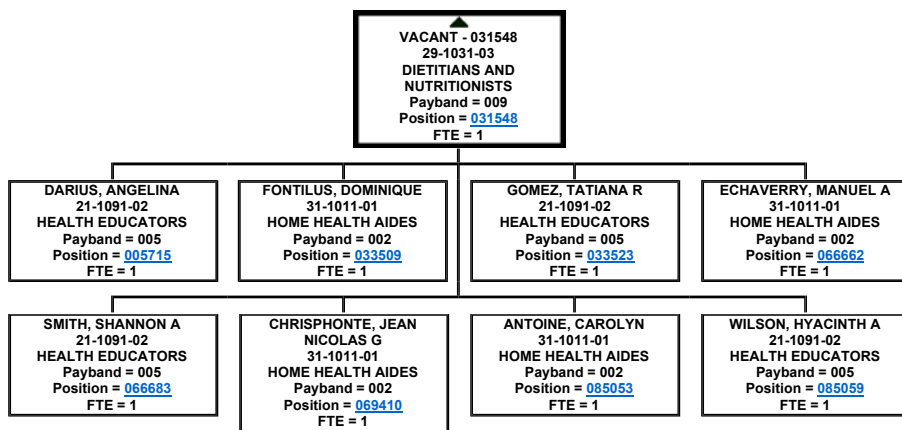 VACANT - 031548
29-1031-03
DIETITIANS AND
NUTRITIONISTS
Payband = 009
Position = 031548
FTE = 1
DARIUS, ANGELINA
21-1091-02
HEALTH EDUCATORS
Payband = 005
Position = 005715
FTE = 1
FONTILUS, DOMINIQUE
31-1011-01
HOME HEALTH AIDES
Payband = 002
Position = 033509
FTE = 1
GOMEZ, TATIANA R
21-1091-02
HEALTH EDUCATORS
Payband = 005
Position = 033523
FTE = 1
ECHAVERRY, MANUEL A
31-1011-01
HOME HEALTH AIDES
Payband = 002
Position = 066662
FTE = 1
SMITH, SHANNON A
21-1091-02
HEALTH EDUCATORS
Payband = 005
Position = 066683
FTE = 1
CHRISPHONTE, JEAN
NICOLAS G
31-1011-01
HOME HEALTH AIDES
Payband = 002
Position = 069410
FTE = 1
ANTOINE, CAROLYN
31-1011-01
HOME HEALTH AIDES
Payband = 002
Position = 085053
FTE = 1
WILSON, HYACINTH A
21-1091-02
HEALTH EDUCATORS
Payband = 005
Position = 085059
FTE = 1